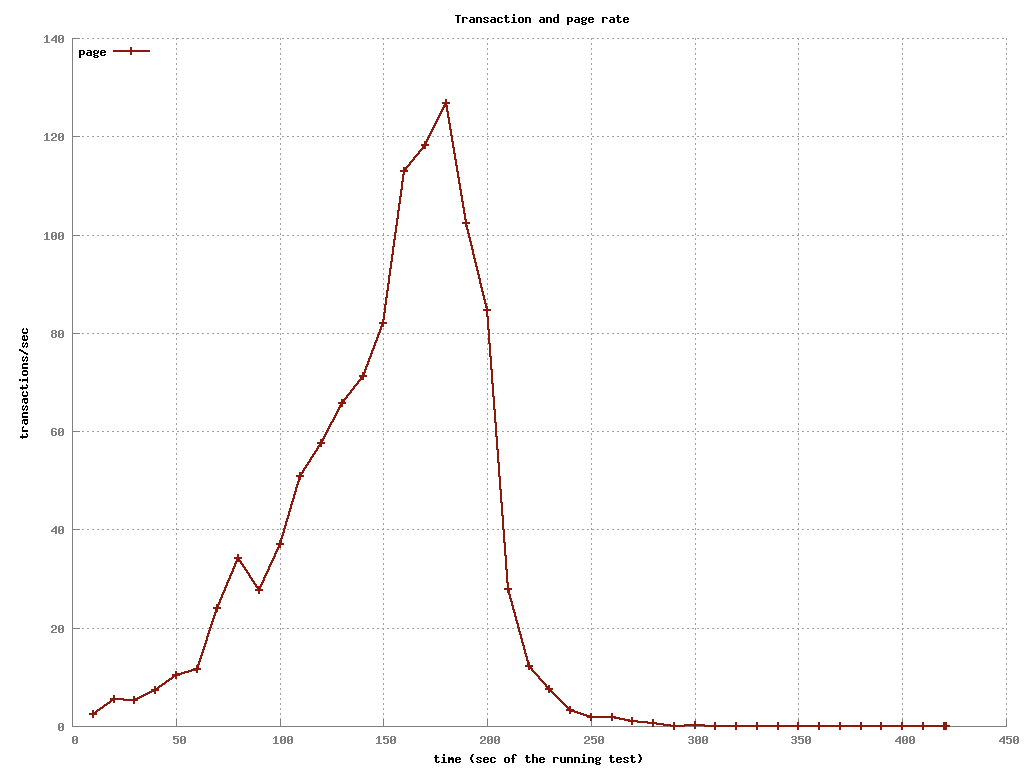 Transaction and page rate
page
140
120
100
80
60
40
20
0
transactions/sec
0 50 100 150 200 250 300 350 400 450
time (sec of the running test)